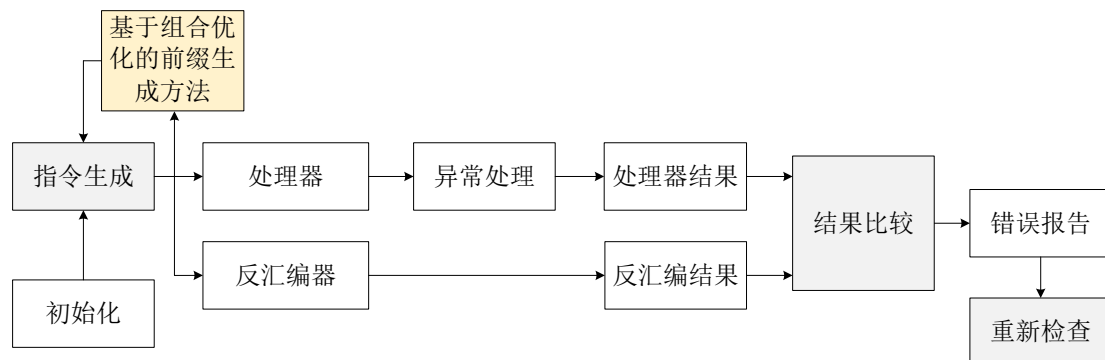 基于组合优
化的前缀生
成方法
指令生成
处理器
异常处理
处理器结果
结果比较
错误报告
反汇编器
反汇编结果
初始化
重新检查